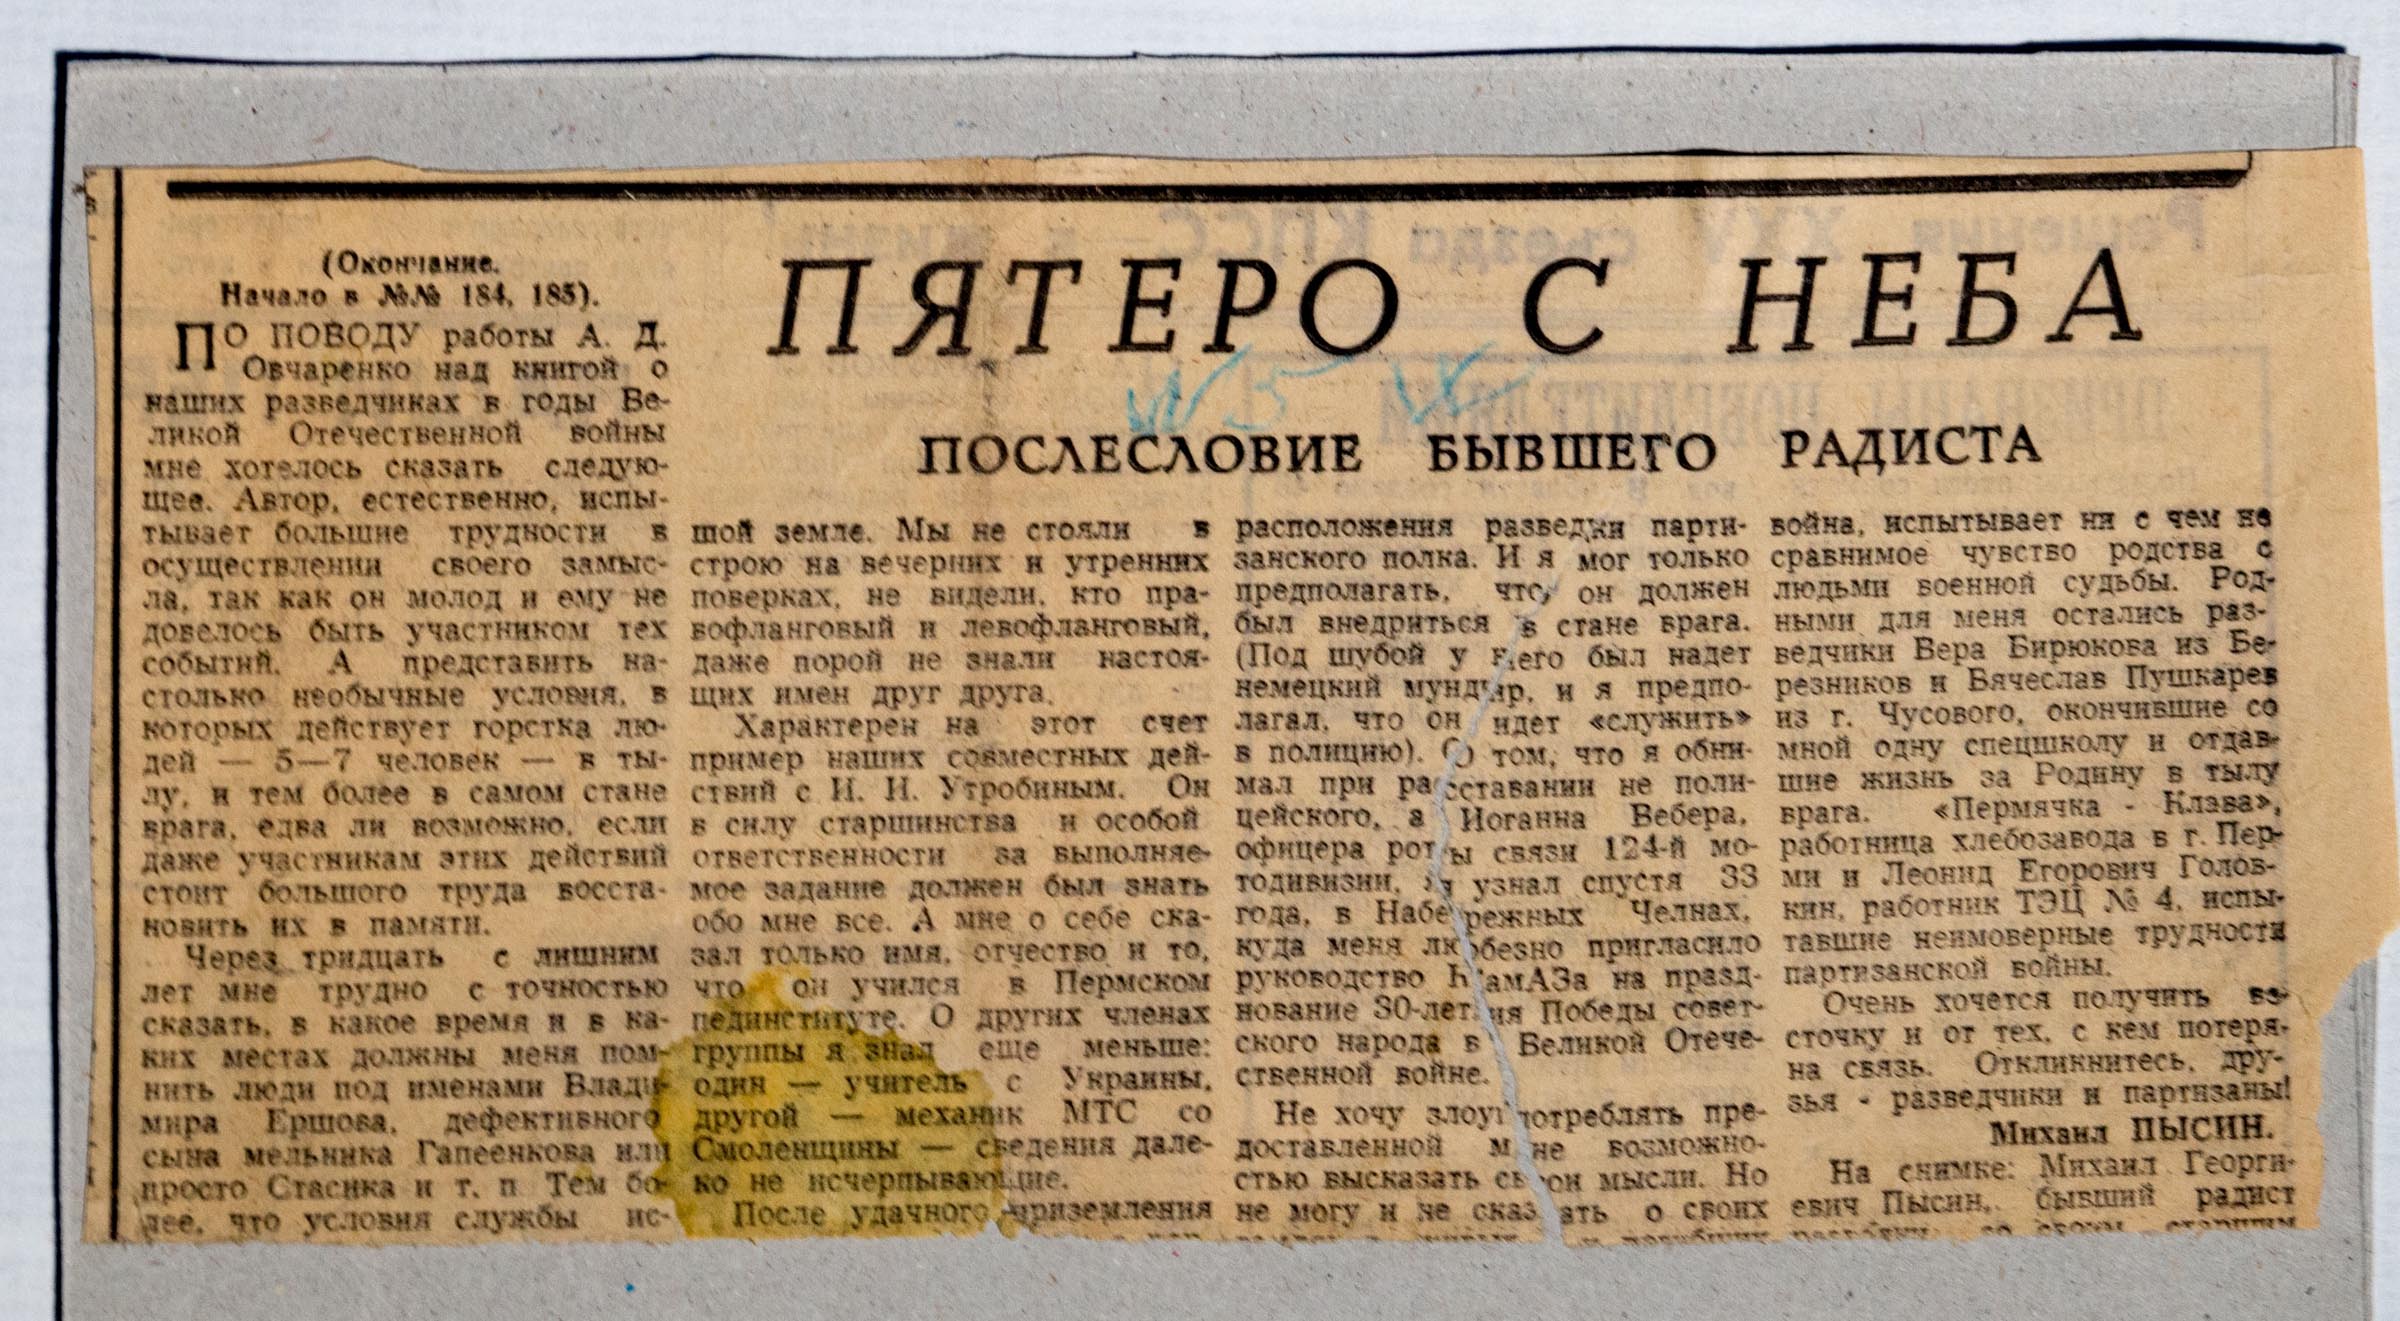 (Окончание.
Начало в №№ 184, 185).
ПЯТЕРО С НЕБА
ПОСЛЕСЛОВИЕ БЫВШЕГО РАДИСТА
ПО ПОВОДУ работы А. Д.
Овчаренко над книгой о
наших разведчиках в годы Ве-
ликой Отечественной войны
мне хотелось сказать следую-
щее. Автор, естественно, испы-
тывает большие трудности в
осуществлении своего замыс-
ла, так как он молод и ему не
довелось быть участником тех
событий. А представить на-
столько необычные условия, в
которых действует горстка лю-
дей — 5—7 человек — в ты-
лу, и тем более в самом стане
врага, едва ли возможно, если
даже участникам этих действий
стоит большого труда восста-
новить их в памяти.
Через тридцать с лишним
лет мне трудно с точностью
сказать, в какое время и в ка-
ких местах должны меня пом-
нить люди под именами Влади-
мира Ершова, дефективного
сына мельника Гапеенкова или
просто Стасика и т. п. Тем бо-
лее, что условия службы ис-
шой земле. Мы не стояли в
строю на вечерних и утренних
поверках, не видели, кто пра-
вофланговый и левофланговый,
даже порой не знали настоя-
щих имен друг друга.
Характерен на этот счет
пример наших совместных дей-
ствий с И. И. Утробиным. Он
в силу старшинства и особой
ответственности за выполняе-
мое задание должен был знать
обо мне все. А мне о себе ска-
зал только имя, отчество и то,
что он учился в Пермском
пединституте. О других членах
группы я знал еще меньше:
один — учитель с Украины,
другой — механик МТС со
Смоленщины — сведения дале-
ко не исчерпывающие.
После удачного приземления
расположения разведки парти-
занского полка. И я мог только
предполагать, что он должен
был внедриться в стане врага.
(Под шубой у него был надет
немецкий мундир, и я предпо-
лагал, что он идет «служить»
в полицию). О том, что я обни-
мал при расставании не поли-
цейского, а Иоганна Вебера,
офицера роты связи 124-й мо-
тодивизии, я узнал спустя 33
года, в Набережных Челнах,
куда меня любезно пригласило
руководство КамАЗа на празд-
нование 30-летия Победы совет-
ского народа в Великой Отече-
ственной войне.
Не хочу злоупотреблять пре-
доставленной мне возможно-
стью высказать свои мысли. Но
не могу и не сказать о своих
война, испытывает ни с чем не
сравнимое чувство родства с
людьми военной судьбы. Род-
ными для меня остались раз-
ведчики Вера Бирюкова из Бе-
резников и Вячеслав Пушкарев
из г. Чусового, окончившие со
мной одну спецшколу и отдав-
шие жизнь за Родину в тылу
врага. «Пермячка - Клава»,
работница хлебозавода в г. Пер-
ми и Леонид Егорович Голов-
кин, работник ТЭЦ № 4, испы-
тавшие неимоверные трудности
партизанской войны.
Очень хочется получить ве-
сточку и от тех, с кем потеря-
на связь. Откликнитесь, дру-
зья - разведчики и партизаны!
Михаил ПЫСИН.
На снимке: Михаил Георги-
евич Пысин, бывший радист